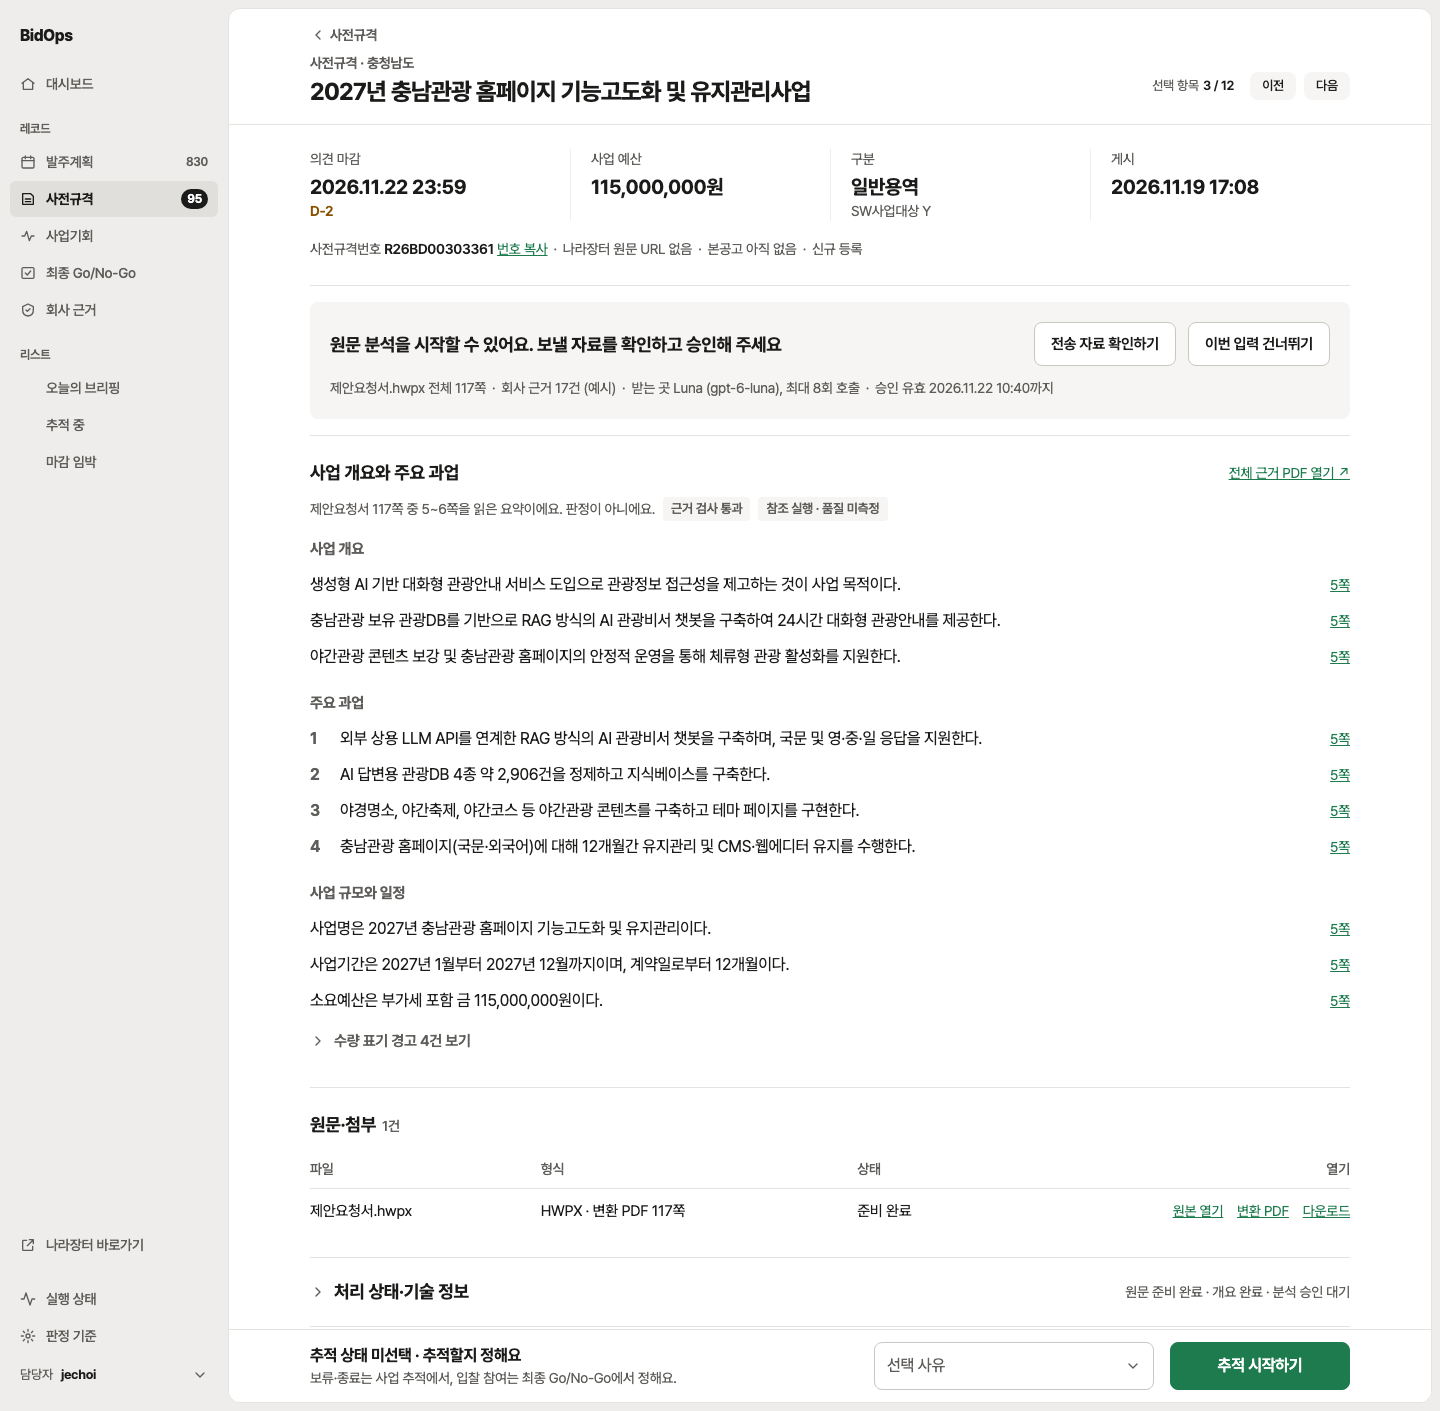 BidOps
대시보드
레코드
발주계획 830
사전규격 95
사업기회
최종 Go/No-Go
회사 근거
리스트
오늘의 브리핑
추적 중
마감 임박
나라장터 바로가기
실행 상태
판정 기준
담당자 jechoi
사전규격
사전규격 · 충청남도
2027년 충남관광 홈페이지 기능고도화 및 유지관리사업
선택 항목 3 / 12 이전 다음
의견 마감
2026.11.22 23:59
D-2
사업 예산
115,000,000원
구분
일반용역
SW사업대상 Y
게시
2026.11.19 17:08
사전규격번호 R26BD00303361 번호 복사 · 나라장터 원문 URL 없음 · 본공고 아직 없음 · 신규 등록
원문 분석을 시작할 수 있어요. 보낼 자료를 확인하고 승인해 주세요
전송 자료 확인하기 이번 입력 건너뛰기
제안요청서.hwpx 전체 117쪽 · 회사 근거 17건 (예시) · 받는 곳 Luna (gpt-6-luna), 최대 8회 호출 · 승인 유효 2026.11.22 10:40까지
사업 개요와 주요 과업 전체 근거 PDF 열기 ↗
제안요청서 117쪽 중 5~6쪽을 읽은 요약이에요. 판정이 아니에요. 근거 검사 통과 참조 실행 · 품질 미측정
사업 개요
생성형 AI 기반 대화형 관광안내 서비스 도입으로 관광정보 접근성을 제고하는 것이 사업 목적이다. 5쪽
충남관광 보유 관광DB를 기반으로 RAG 방식의 AI 관광비서 챗봇을 구축하여 24시간 대화형 관광안내를 제공한다. 5쪽
야간관광 콘텐츠 보강 및 충남관광 홈페이지의 안정적 운영을 통해 체류형 관광 활성화를 지원한다. 5쪽
주요 과업
1 외부 상용 LLM API를 연계한 RAG 방식의 AI 관광비서 챗봇을 구축하며, 국문 및 영·중·일 응답을 지원한다. 5쪽
2 AI 답변용 관광DB 4종 약 2,906건을 정제하고 지식베이스를 구축한다. 5쪽
3 야경명소, 야간축제, 야간코스 등 야간관광 콘텐츠를 구축하고 테마 페이지를 구현한다. 5쪽
4 충남관광 홈페이지(국문·외국어)에 대해 12개월간 유지관리 및 CMS·웹에디터 유지를 수행한다. 5쪽
사업 규모와 일정
사업명은 2027년 충남관광 홈페이지 기능고도화 및 유지관리이다. 5쪽
사업기간은 2027년 1월부터 2027년 12월까지이며, 계약일로부터 12개월이다. 5쪽
소요예산은 부가세 포함 금 115,000,000원이다. 5쪽
수량 표기 경고 4건 보기
원문·첨부 1건
파일 형식 상태 열기
제안요청서.hwpx HWPX · 변환 PDF 117쪽 준비 완료 원본 열기 변환 PDF 다운로드
처리 상태·기술 정보 원문 준비 완료 · 개요 완료 · 분석 승인 대기
추적 상태 미선택 · 추적할지 정해요
보류·종료는 사업 추적에서, 입찰 참여는 최종 Go/No-Go에서 정해요.
선택 사유 추적 시작하기